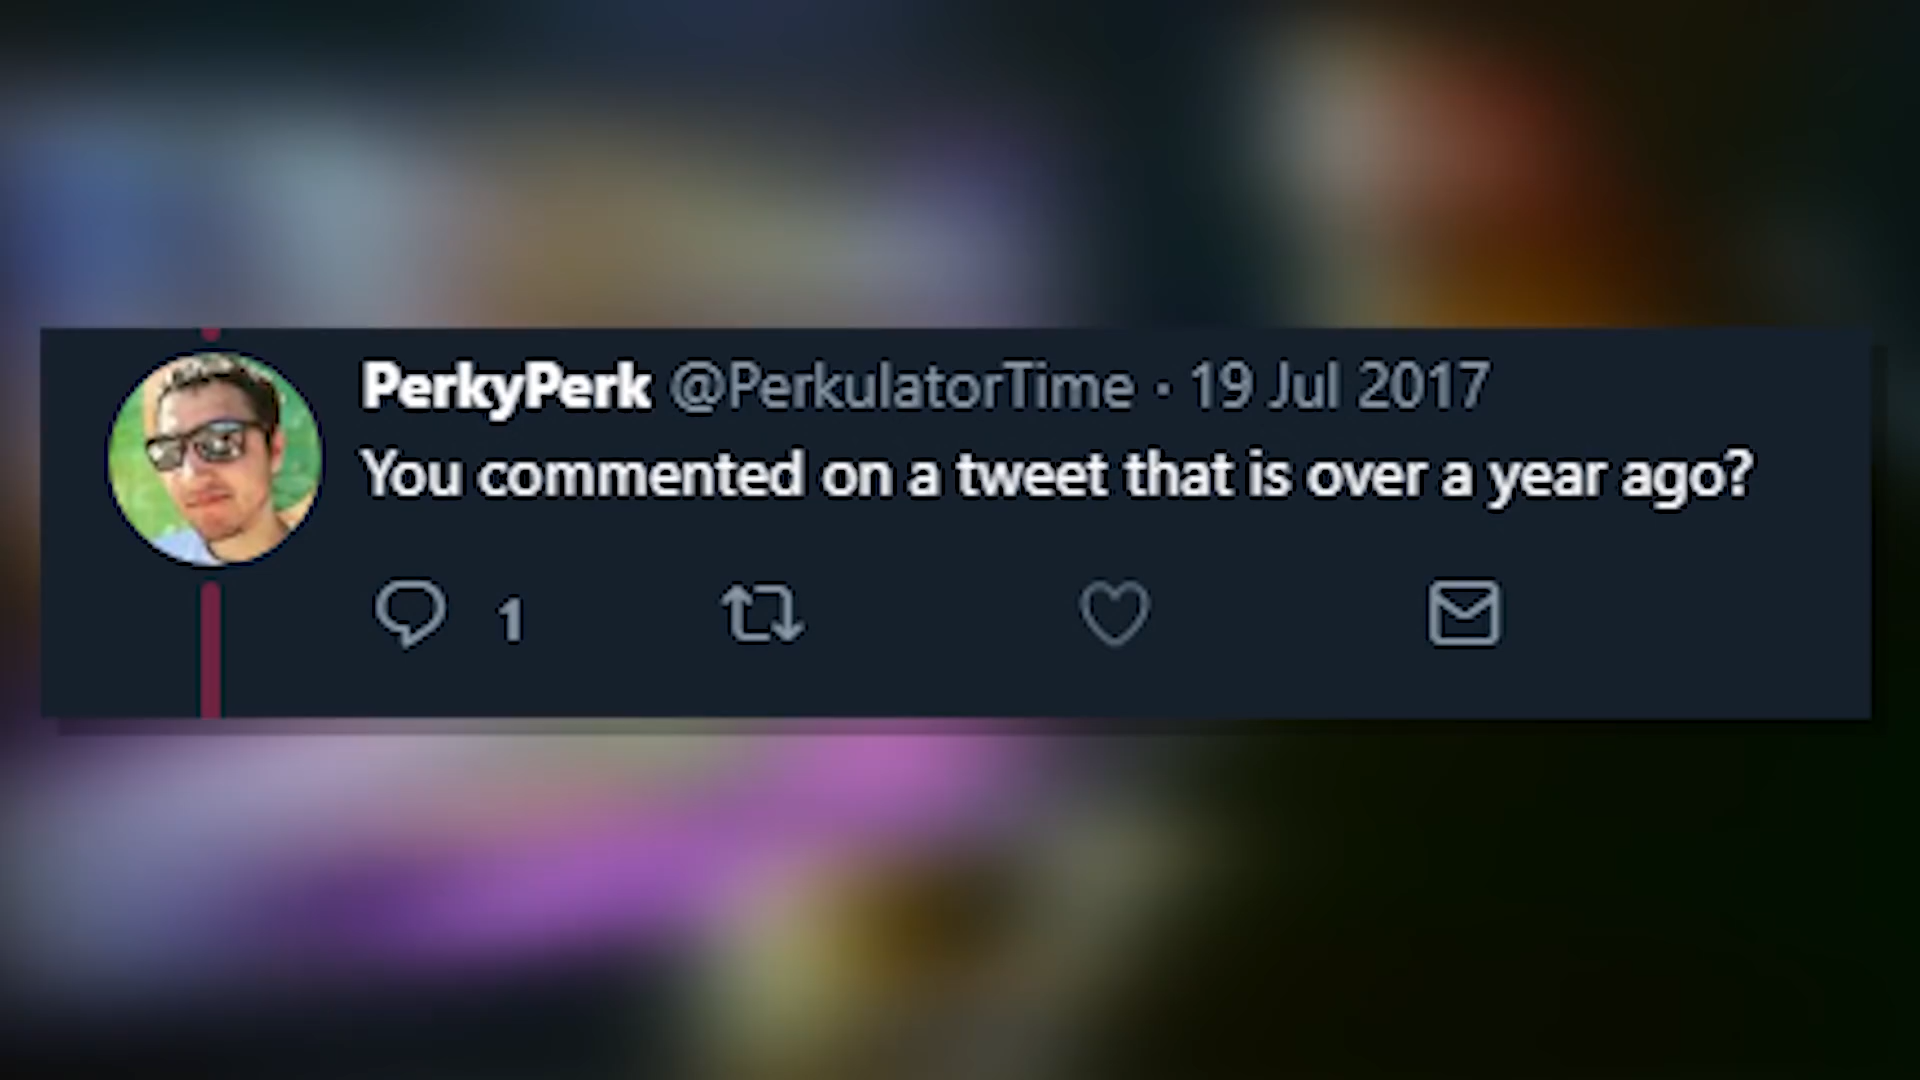 PerkyPerk @PerkulatorTime · 19 Jul 2017
You commented on a tweet that is over a year ago?
1